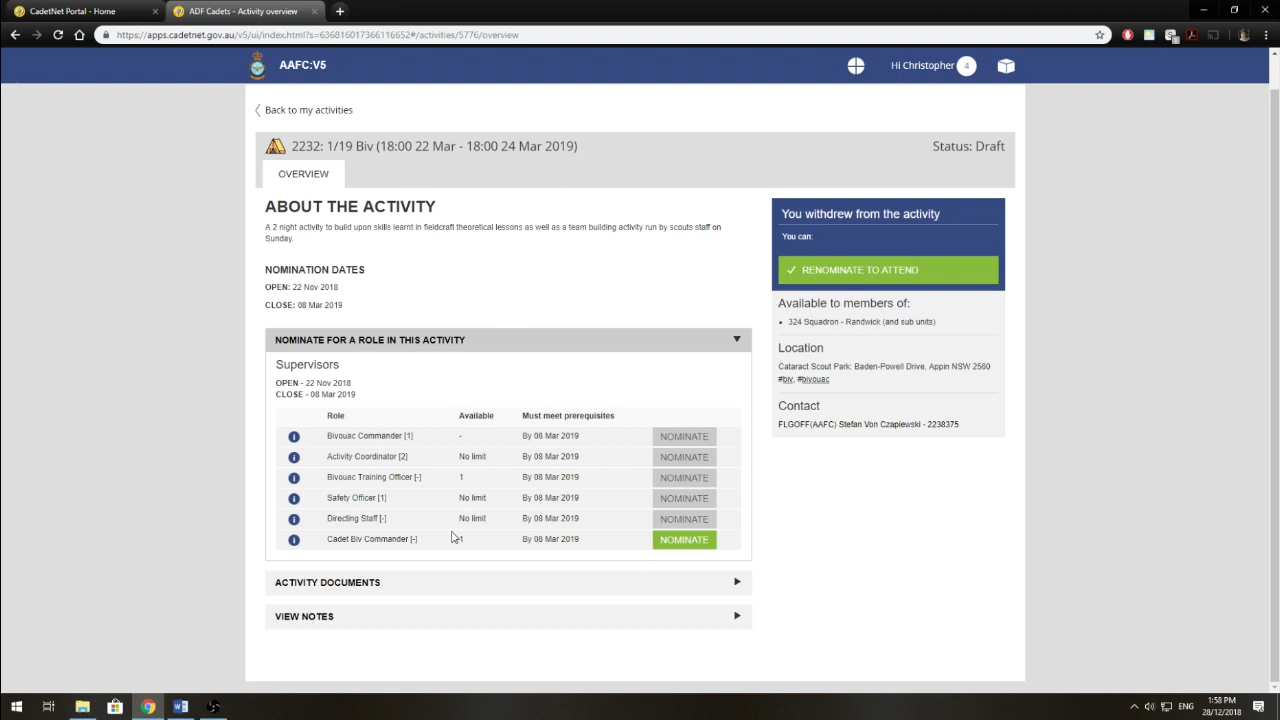 CadetNet Portal - Home
ADF Cadets - Activity overview
https://apps.cadetnet.gov.au/v5/ui/index.html?s=636816017366116652#/activities/5776/overview
AAFC:V5
Hi Christopher 4
Back to my activities
2232: 1/19 Biv (18:00 22 Mar - 18:00 24 Mar 2019)
Status: Draft
OVERVIEW
ABOUT THE ACTIVITY
A 2 night activity to build upon skills learnt in fieldcraft theoretical lessons as well as a team building activity run by scouts staff on
Sunday.
NOMINATION DATES
OPEN: 22 Nov 2018
CLOSE: 08 Mar 2019
NOMINATE FOR A ROLE IN THIS ACTIVITY
Supervisors
OPEN - 22 Nov 2018
CLOSE - 08 Mar 2019
Role Available Must meet prerequisites
Bivouac Commander [1] - By 08 Mar 2019 NOMINATE
Activity Coordinator [2] No limit By 08 Mar 2019 NOMINATE
Bivouac Training Officer [-] 1 By 08 Mar 2019 NOMINATE
Safety Officer [1] No limit By 08 Mar 2019 NOMINATE
Directing Staff [-] No limit By 08 Mar 2019 NOMINATE
Cadet Biv Commander [-] 1 By 08 Mar 2019 NOMINATE
ACTIVITY DOCUMENTS
VIEW NOTES
You withdrew from the activity
You can:
RENOMINATE TO ATTEND
Available to members of:
324 Squadron - Randwick (and sub units)
Location
Cataract Scout Park: Baden-Powell Drive, Appin NSW 2560
#biv, #bivouac
Contact
FLGOFF(AAFC) Stefan Von Czapiewski - 2238375
ENG
1:58 PM
28/12/2018